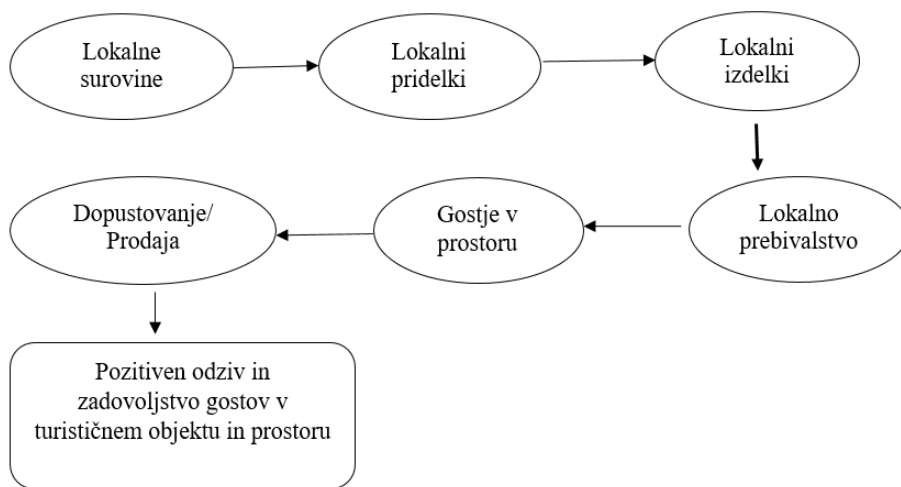 Lokalne
surovine
Lokalni
pridelki
Lokalni
izdelki
Lokalno
prebivalstvo
Gostje v
prostoru
Dopustovanje/
Prodaja
Pozitiven odziv in
zadovoljstvo gostov v
turističnem objektu in prostoru